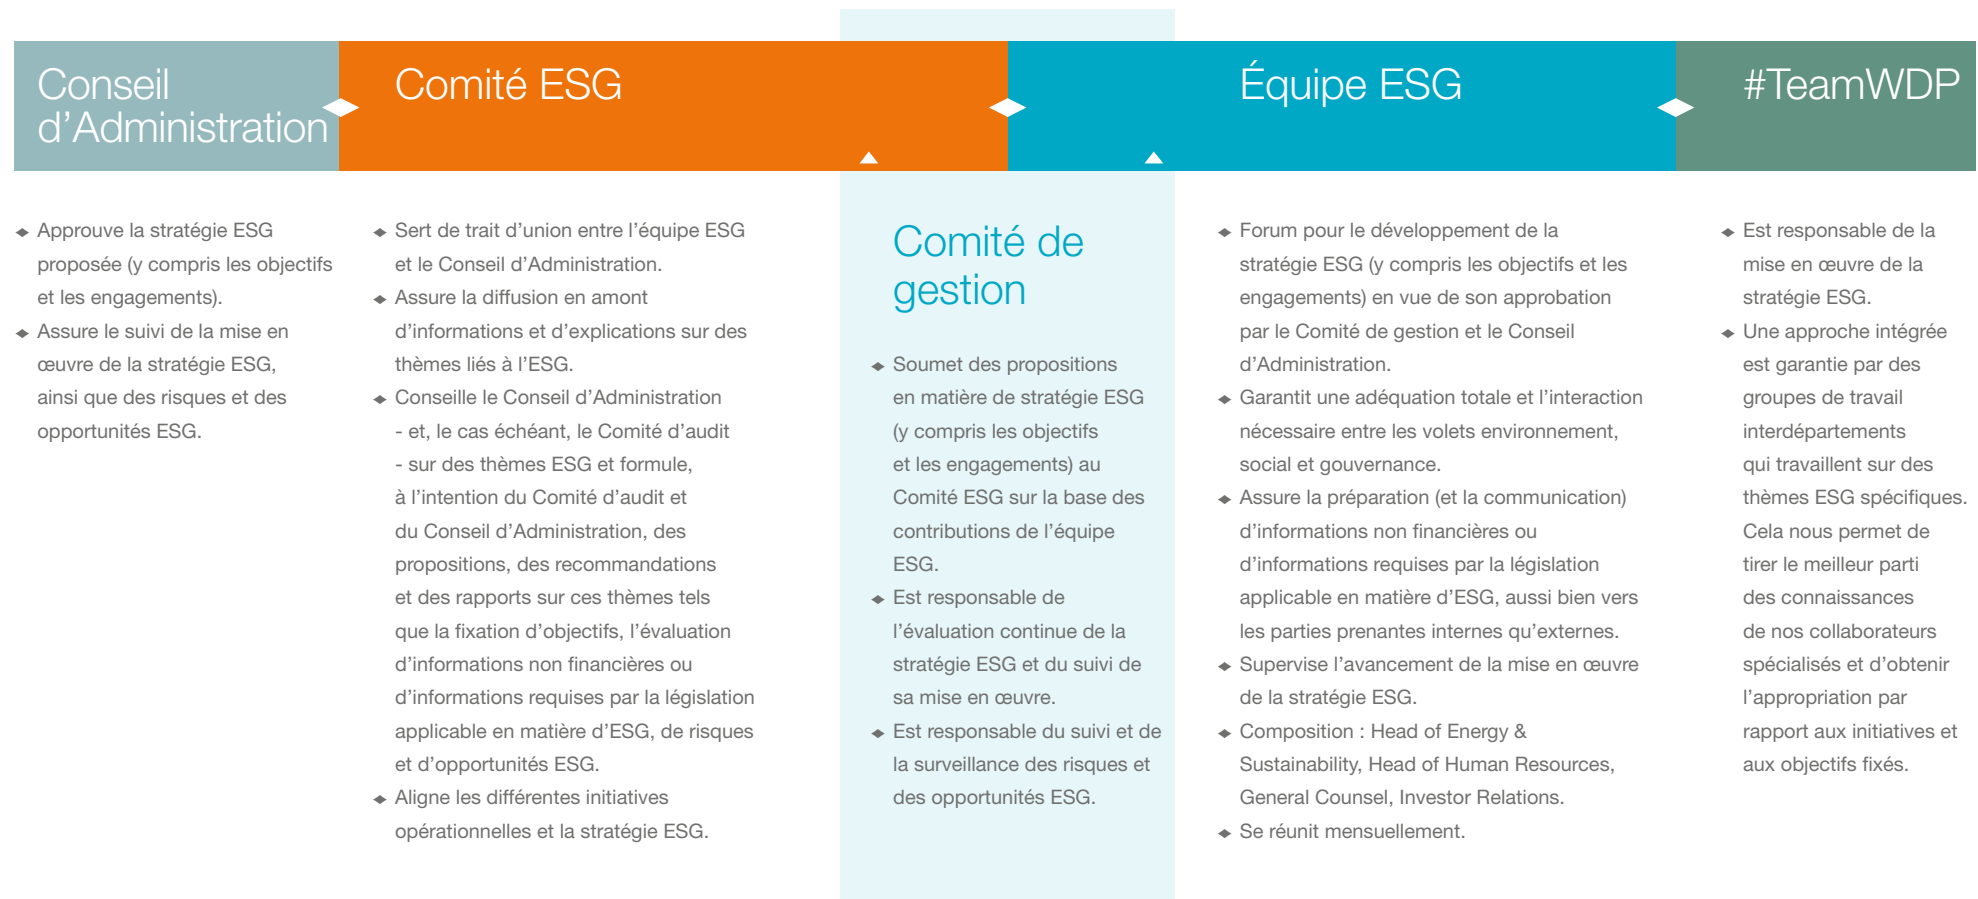 Conseil
d’Administration
Approuve la stratégie ESG
proposée (y compris les objectifs
et les engagements).
Assure le suivi de la mise en
œuvre de la stratégie ESG,
ainsi que des risques et des
opportunités ESG.
Comité ESG
Sert de trait d’union entre l’équipe ESG
et le Conseil d’Administration.
Assure la diffusion en amont
d’informations et d’explications sur des
thèmes liés à l’ESG.
Conseille le Conseil d’Administration
- et, le cas échéant, le Comité d’audit
- sur des thèmes ESG et formule,
à l’intention du Comité d’audit et
du Conseil d’Administration, des
propositions, des recommandations
et des rapports sur ces thèmes tels
que la fixation d’objectifs, l’évaluation
d’informations non financières ou
d’informations requises par la législation
applicable en matière d’ESG, de risques
et d’opportunités ESG.
Aligne les différentes initiatives
opérationnelles et la stratégie ESG.
Comité de
gestion
Soumet des propositions
en matière de stratégie ESG
(y compris les objectifs
et les engagements) au
Comité ESG sur la base des
contributions de l’équipe
ESG.
Est responsable de
l’évaluation continue de la
stratégie ESG et du suivi de
sa mise en œuvre.
Est responsable du suivi et de
la surveillance des risques et
des opportunités ESG.
Équipe ESG
Forum pour le développement de la
stratégie ESG (y compris les objectifs et les
engagements) en vue de son approbation
par le Comité de gestion et le Conseil
d’Administration.
Garantit une adéquation totale et l’interaction
nécessaire entre les volets environnement,
social et gouvernance.
Assure la préparation (et la communication)
d’informations non financières ou
d’informations requises par la législation
applicable en matière d’ESG, aussi bien vers
les parties prenantes internes qu’externes.
Supervise l’avancement de la mise en œuvre
de la stratégie ESG.
Composition : Head of Energy &
Sustainability, Head of Human Resources,
General Counsel, Investor Relations.
Se réunit mensuellement.
#TeamWDP
Est responsable de la
mise en œuvre de la
stratégie ESG.
Une approche intégrée
est garantie par des
groupes de travail
interdépartements
qui travaillent sur des
thèmes ESG spécifiques.
Cela nous permet de
tirer le meilleur parti
des connaissances
de nos collaborateurs
spécialisés et d’obtenir
l’appropriation par
rapport aux initiatives et
aux objectifs fixés.